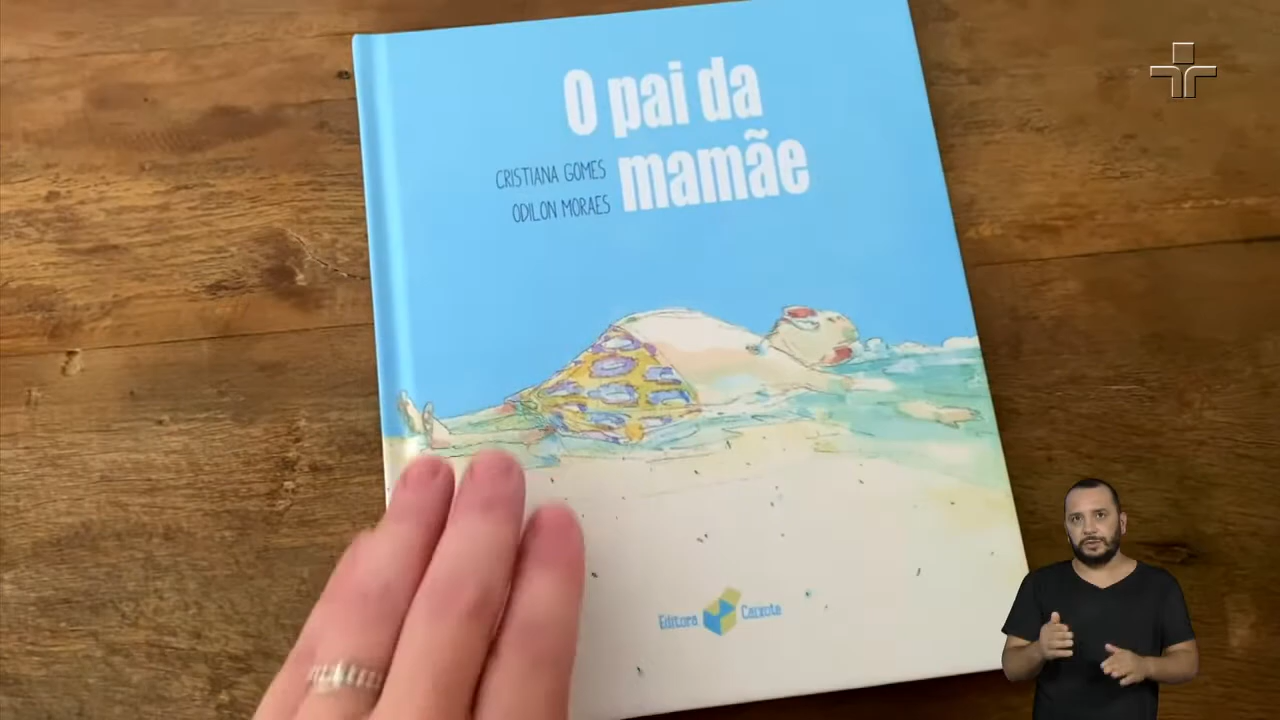 O pai da
mamãe
CRISTIANA GOMES
ODILON MORAES
Editora Caixote